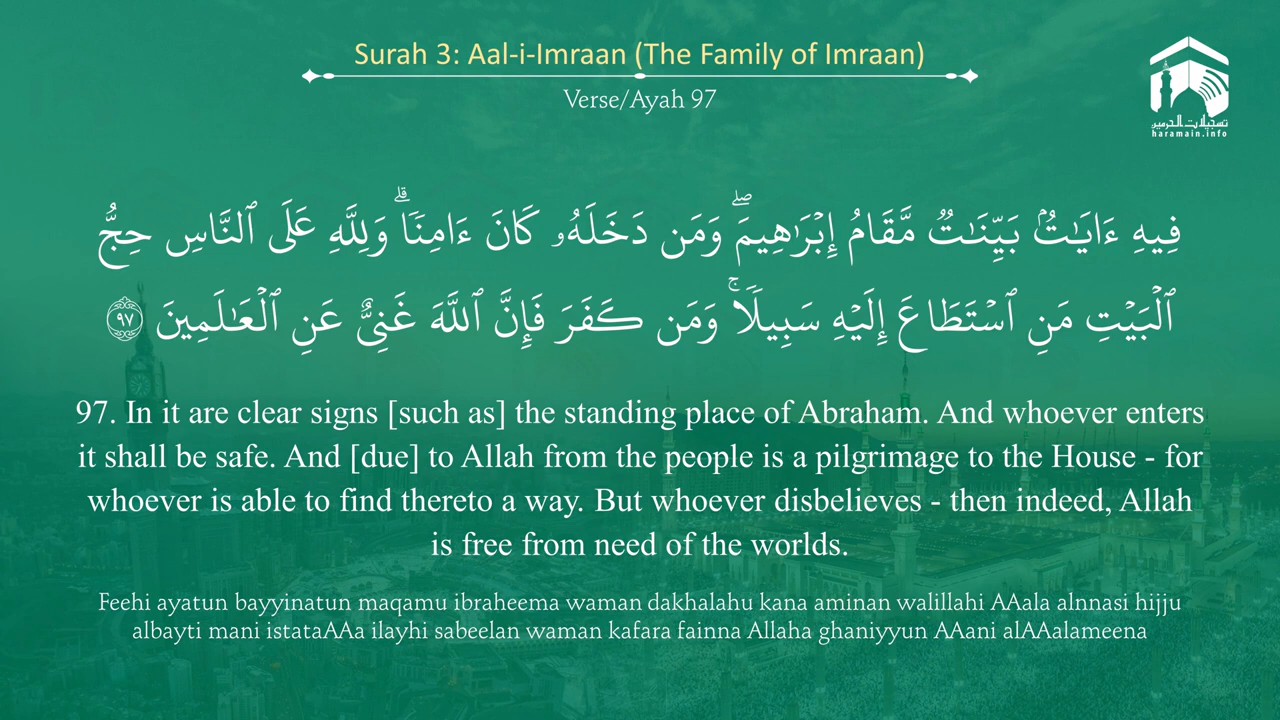 Surah 3: Aal-i-Imraan (The Family of Imraan)
Verse/Ayah 97
تسجيلات الحرمين
haramain.info
فِيهِ ءَايَـٰتٌۢ بَيِّنَـٰتٌ مَّقَامُ إِبْرَٰهِيمَ ۖ وَمَن دَخَلَهُۥ كَانَ ءَامِنًا ۗ وَلِلَّهِ عَلَى ٱلنَّاسِ حِجُّ
ٱلْبَيْتِ مَنِ ٱسْتَطَاعَ إِلَيْهِ سَبِيلًا ۚ وَمَن كَفَرَ فَإِنَّ ٱللَّهَ غَنِىٌّ عَنِ ٱلْعَـٰلَمِينَ ٩٧
97. In it are clear signs [such as] the standing place of Abraham. And whoever enters
it shall be safe. And [due] to Allah from the people is a pilgrimage to the House - for
whoever is able to find thereto a way. But whoever disbelieves - then indeed, Allah
is free from need of the worlds.
Feehi ayatun bayyinatun maqamu ibraheema waman dakhalahu kana aminan walillahi AAala alnnasi hijju
albayti mani istataAAa ilayhi sabeelan waman kafara fainna Allaha ghaniyyun AAani alAAalameena